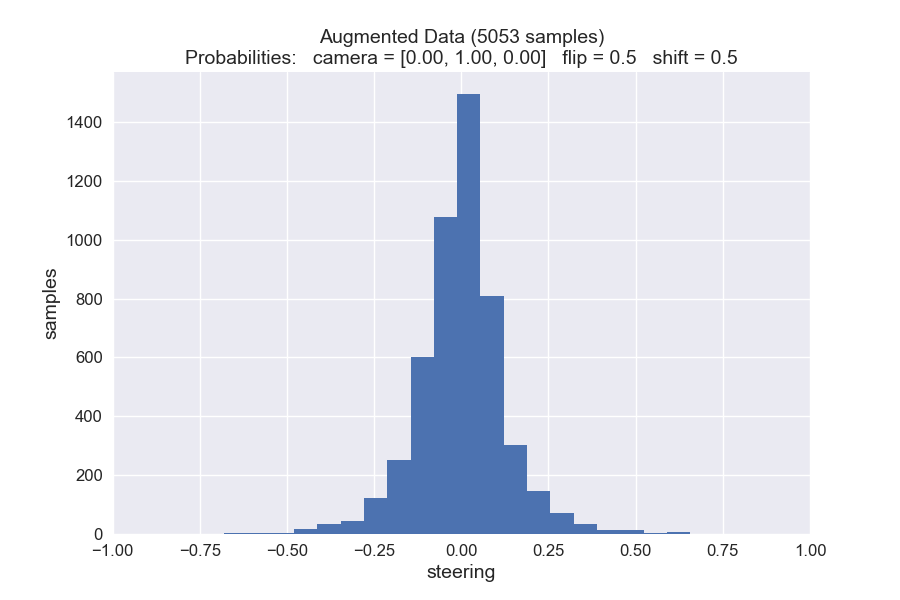 Augmented Data (5053 samples)
Probabilities:   camera = [0.00, 1.00, 0.00]   flip = 0.5   shift = 0.5
1400
1200
1000
800
600
400
200
0
samples
−1.00 −0.75 −0.50 −0.25 0.00 0.25 0.50 0.75 1.00
steering